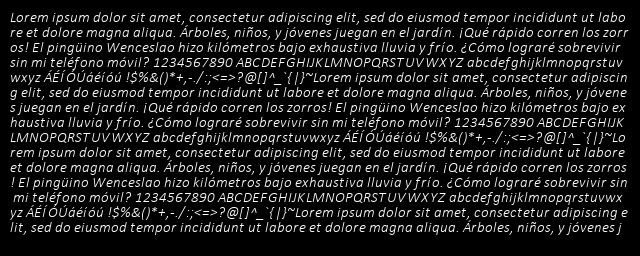 Lorem ipsum dolor sit amet, consectetur adipiscing elit, sed do eiusmod tempor incididunt ut labo
re et dolore magna aliqua. Árboles, niños, y jóvenes juegan en el jardín. ¡Qué rápido corren los zorr
os! El pingüino Wenceslao hizo kilómetros bajo exhaustiva lluvia y frío. ¿Cómo lograré sobrevivir
sin mi teléfono móvil? 1234567890 ABCDEFGHIJKLMNOPQRSTUVWXYZ abcdefghijklmnopqrstuv
wxyz ÁÉÍÓÚáéíóú !$%&()*+,-./:;<=>?@[]^_`{|}~Lorem ipsum dolor sit amet, consectetur adipiscin
g elit, sed do eiusmod tempor incididunt ut labore et dolore magna aliqua. Árboles, niños, y jóvene
s juegan en el jardín. ¡Qué rápido corren los zorros! El pingüino Wenceslao hizo kilómetros bajo ex
haustiva lluvia y frío. ¿Cómo lograré sobrevivir sin mi teléfono móvil? 1234567890 ABCDEFGHIJK
LMNOPQRSTUVWXYZ abcdefghijklmnopqrstuvwxyz ÁÉÍÓÚáéíóú !$%&()*+,-./:;<=>?@[]^_`{|}~Lo
rem ipsum dolor sit amet, consectetur adipiscing elit, sed do eiusmod tempor incididunt ut labore
et dolore magna aliqua. Árboles, niños, y jóvenes juegan en el jardín. ¡Qué rápido corren los zorros
! El pingüino Wenceslao hizo kilómetros bajo exhaustiva lluvia y frío. ¿Cómo lograré sobrevivir sin
mi teléfono móvil? 1234567890 ABCDEFGHIJKLMNOPQRSTUVWXYZ abcdefghijklmnopqrstuvwx
yz ÁÉÍÓÚáéíóú !$%&()*+,-./:;<=>?@[]^_`{|}~Lorem ipsum dolor sit amet, consectetur adipiscing e
lit, sed do eiusmod tempor incididunt ut labore et dolore magna aliqua. Árboles, niños, y jóvenes j